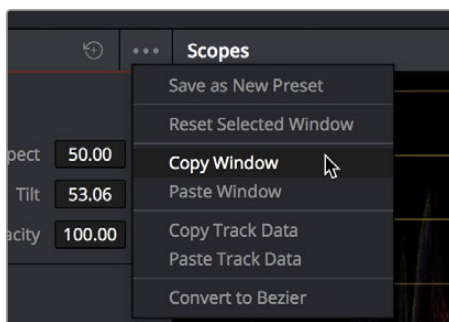 ••• Scopes
Save as New Preset
Reset Selected Window
pect 50.00 Copy Window
Tilt 53.06 Paste Window
acity 100.00 Copy Track Data
Paste Track Data
Convert to Bezier